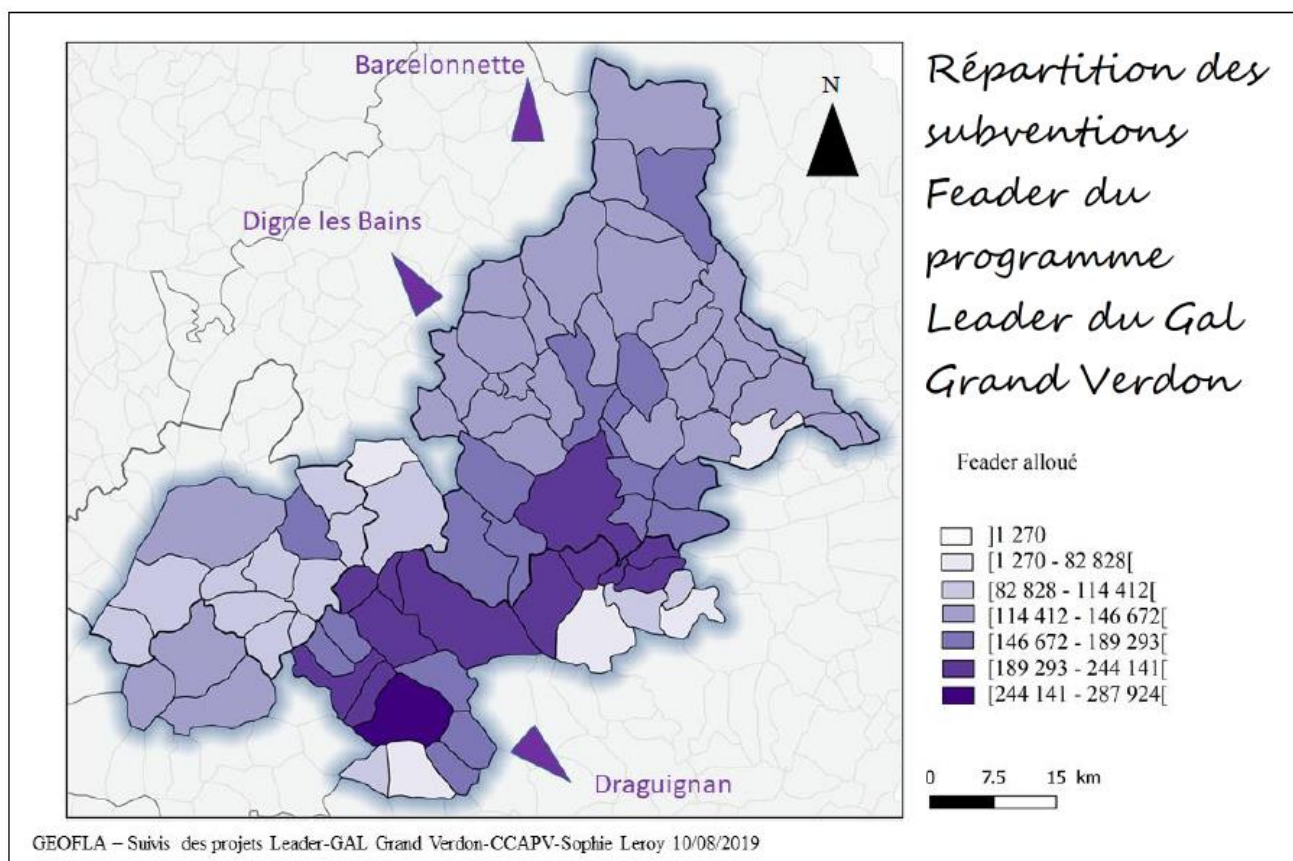 Répartition des
subventions
Feader du
programme
Leader du Gal
Grand Verdon
Barcelonnette
N
Digne les Bains
Draguignan
Feader alloué
]1 270
[1 270 - 82 828[
[82 828 - 114 412[
[114 412 - 146 672[
[146 672 - 189 293[
[189 293 - 244 141[
[244 141 - 287 924[
0 7.5 15 km
GEOFLA – Suivis des projets Leader-GAL Grand Verdon-CCAPV-Sophie Leroy 10/08/2019